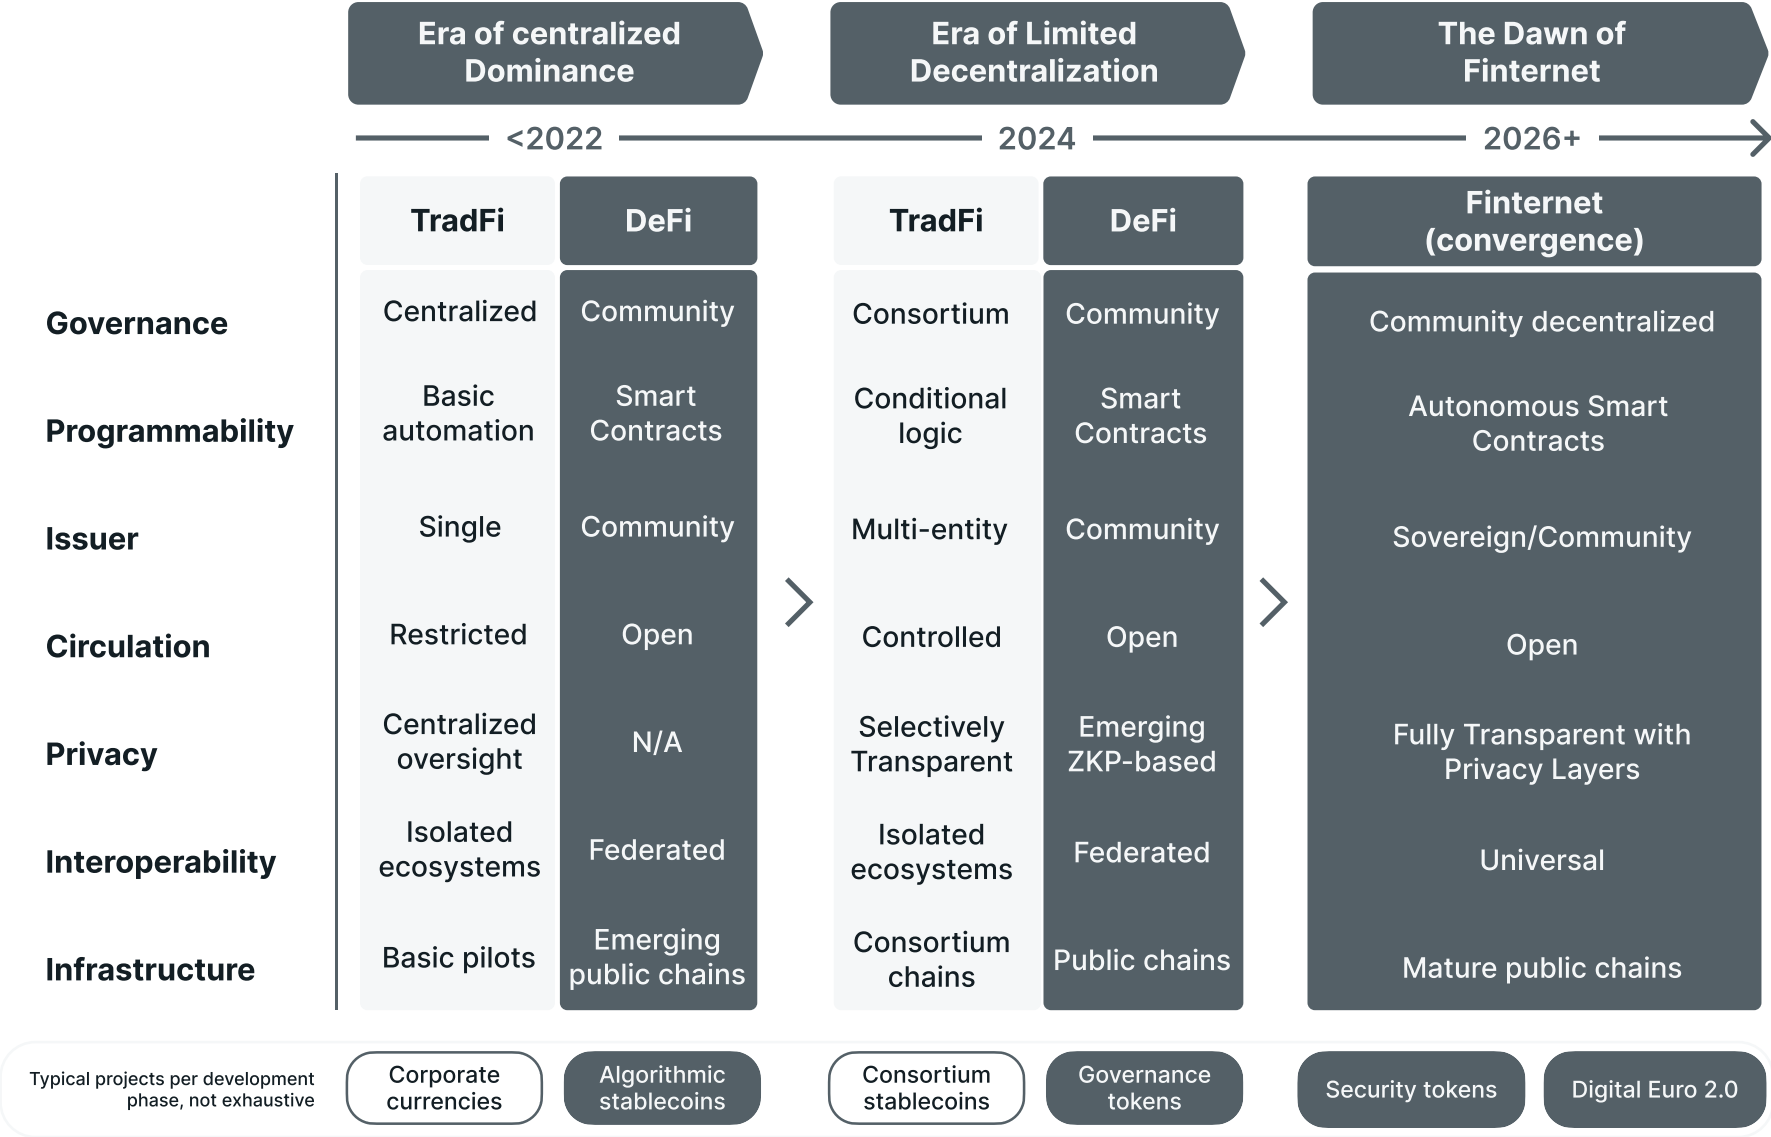 Era of centralized
Dominance
Era of Limited
Decentralization
The Dawn of
Finternet
<2022
2024
2026+
TradFi
DeFi
TradFi
DeFi
Finternet
(convergence)
Governance
Centralized
Community
Consortium
Community
Community decentralized
Programmability
Basic
automation
Smart
Contracts
Conditional
logic
Smart
Contracts
Autonomous Smart
Contracts
Issuer
Single
Community
Multi-entity
Community
Sovereign/Community
Circulation
Restricted
Open
Controlled
Open
Open
Privacy
Centralized
oversight
N/A
Selectively
Transparent
Emerging
ZKP-based
Fully Transparent with
Privacy Layers
Interoperability
Isolated
ecosystems
Federated
Isolated
ecosystems
Federated
Universal
Infrastructure
Basic pilots
Emerging
public chains
Consortium
chains
Public chains
Mature public chains
Typical projects per development
phase, not exhaustive
Corporate
currencies
Algorithmic
stablecoins
Consortium
stablecoins
Governance
tokens
Security tokens
Digital Euro 2.0